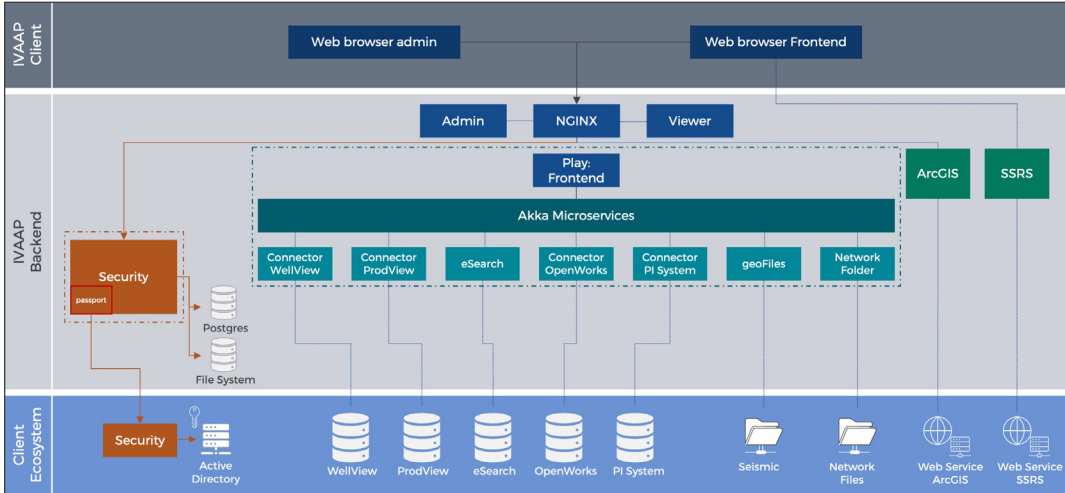 IVAAP
Client
Web browser admin
Web browser Frontend
IVAAP
Backend
Admin
NGINX
Viewer
Play:
Frontend
ArcGIS
SSRS
Akka Microservices
Security
passport
Connector
WellView
Connector
ProdView
eSearch
Connector
OpenWorks
Connector
PI System
geoFiles
Network
Folder
Postgres
File System
Client
Ecosystem
Security
Active
Directory
WellView
ProdView
eSearch
OpenWorks
PI System
Seismic
Network
Files
Web Service
ArcGIS
Web Service
SSRS